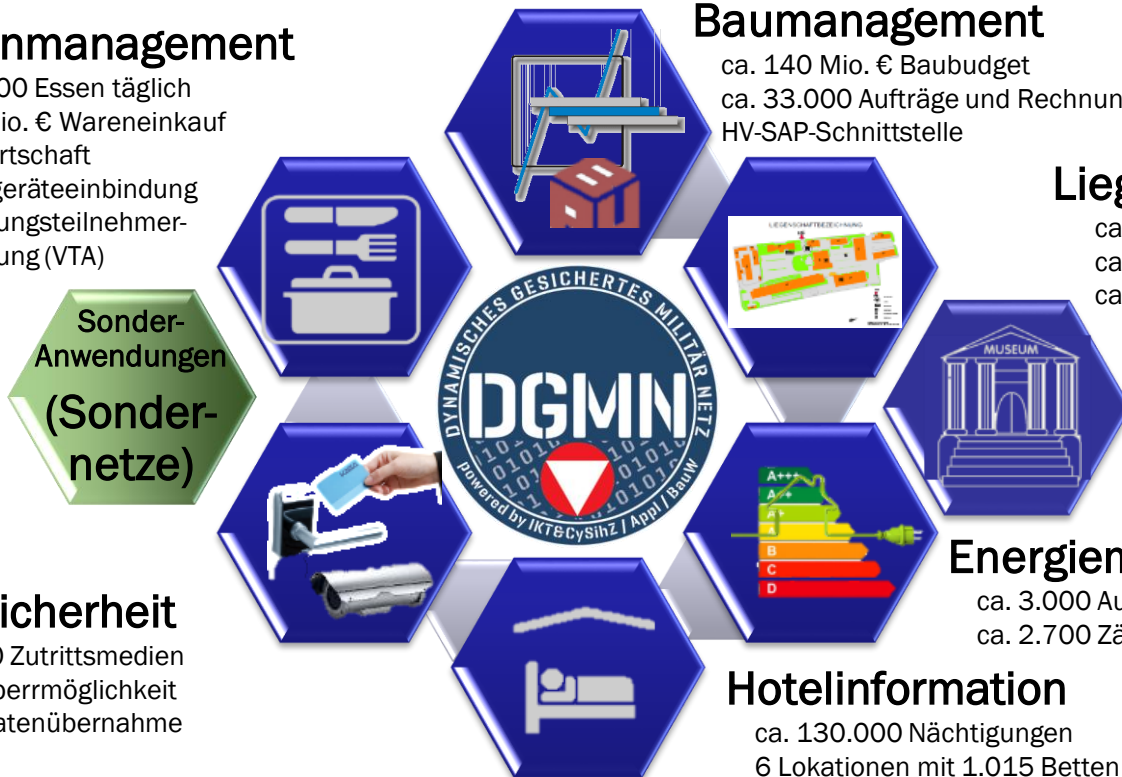 nmanagement
00 Essen täglich
io. € Wareneinkauf
rtschaft
geräteeinbindung
ungsteilnehmer-
ung (VTA)
Baumanagement
ca. 140 Mio. € Baubudget
ca. 33.000 Aufträge und Rechnun
HV-SAP-Schnittstelle
Lieg
ca.
ca
ca
LIEGENSCHAFTBEZEICHNUNG
Sonder-
Anwendungen
(Sonder-
netze)
DYNAMISCHES GESICHERTES MILITÄR NETZ
DGMN
powered by IKT&CySihZ / Appl / BauW
MUSEUM
A+++
A++
A+
A
B
C
D
Energien
ca. 3.000 Au
ca. 2.700 Zä
icherheit
0 Zutrittsmedien
perrmöglichkeit
atenübernahme
Hotelinformation
ca. 130.000 Nächtigungen
6 Lokationen mit 1.015 Betten